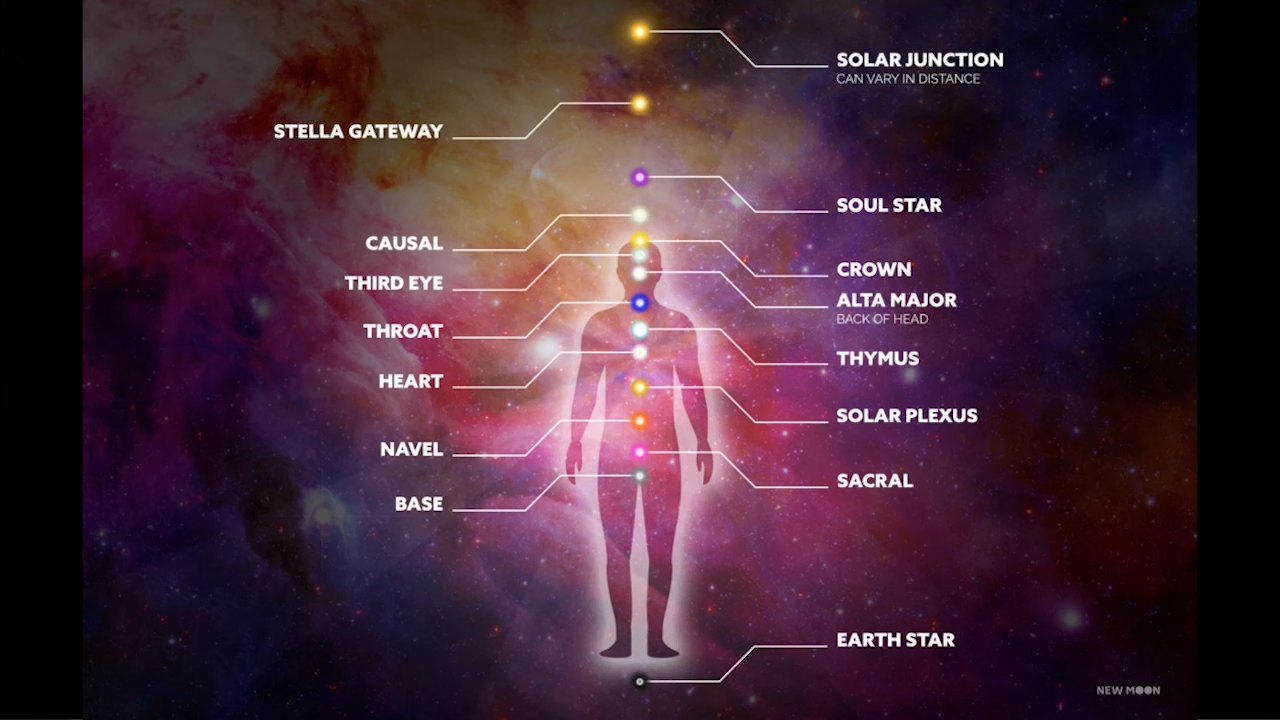 SOLAR JUNCTION
CAN VARY IN DISTANCE
STELLA GATEWAY
SOUL STAR
CAUSAL
CROWN
THIRD EYE
ALTA MAJOR
BACK OF HEAD
THROAT
THYMUS
HEART
SOLAR PLEXUS
NAVEL
SACRAL
BASE
EARTH STAR
NEW MOON